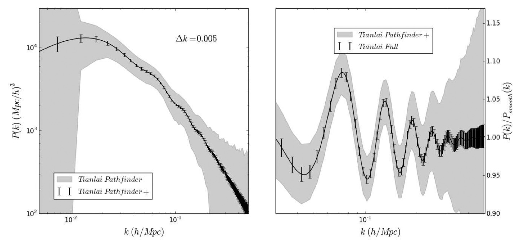 Δk = 0.005
P(k) (Mpc/h)³
Tianlai Pathfinder
Tianlai Pathfinder+
k (h/Mpc)
Tianlai Pathfinder+
Tianlai Full
1.15
1.10
1.05
1.00
0.95
0.90
P(k)/P_smooth(k)
k (h/Mpc)